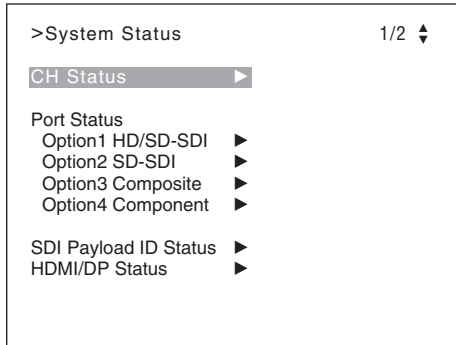 >System Status 1/2
CH Status
Port Status
Option1 HD/SD-SDI
Option2 SD-SDI
Option3 Composite
Option4 Component
SDI Payload ID Status
HDMI/DP Status